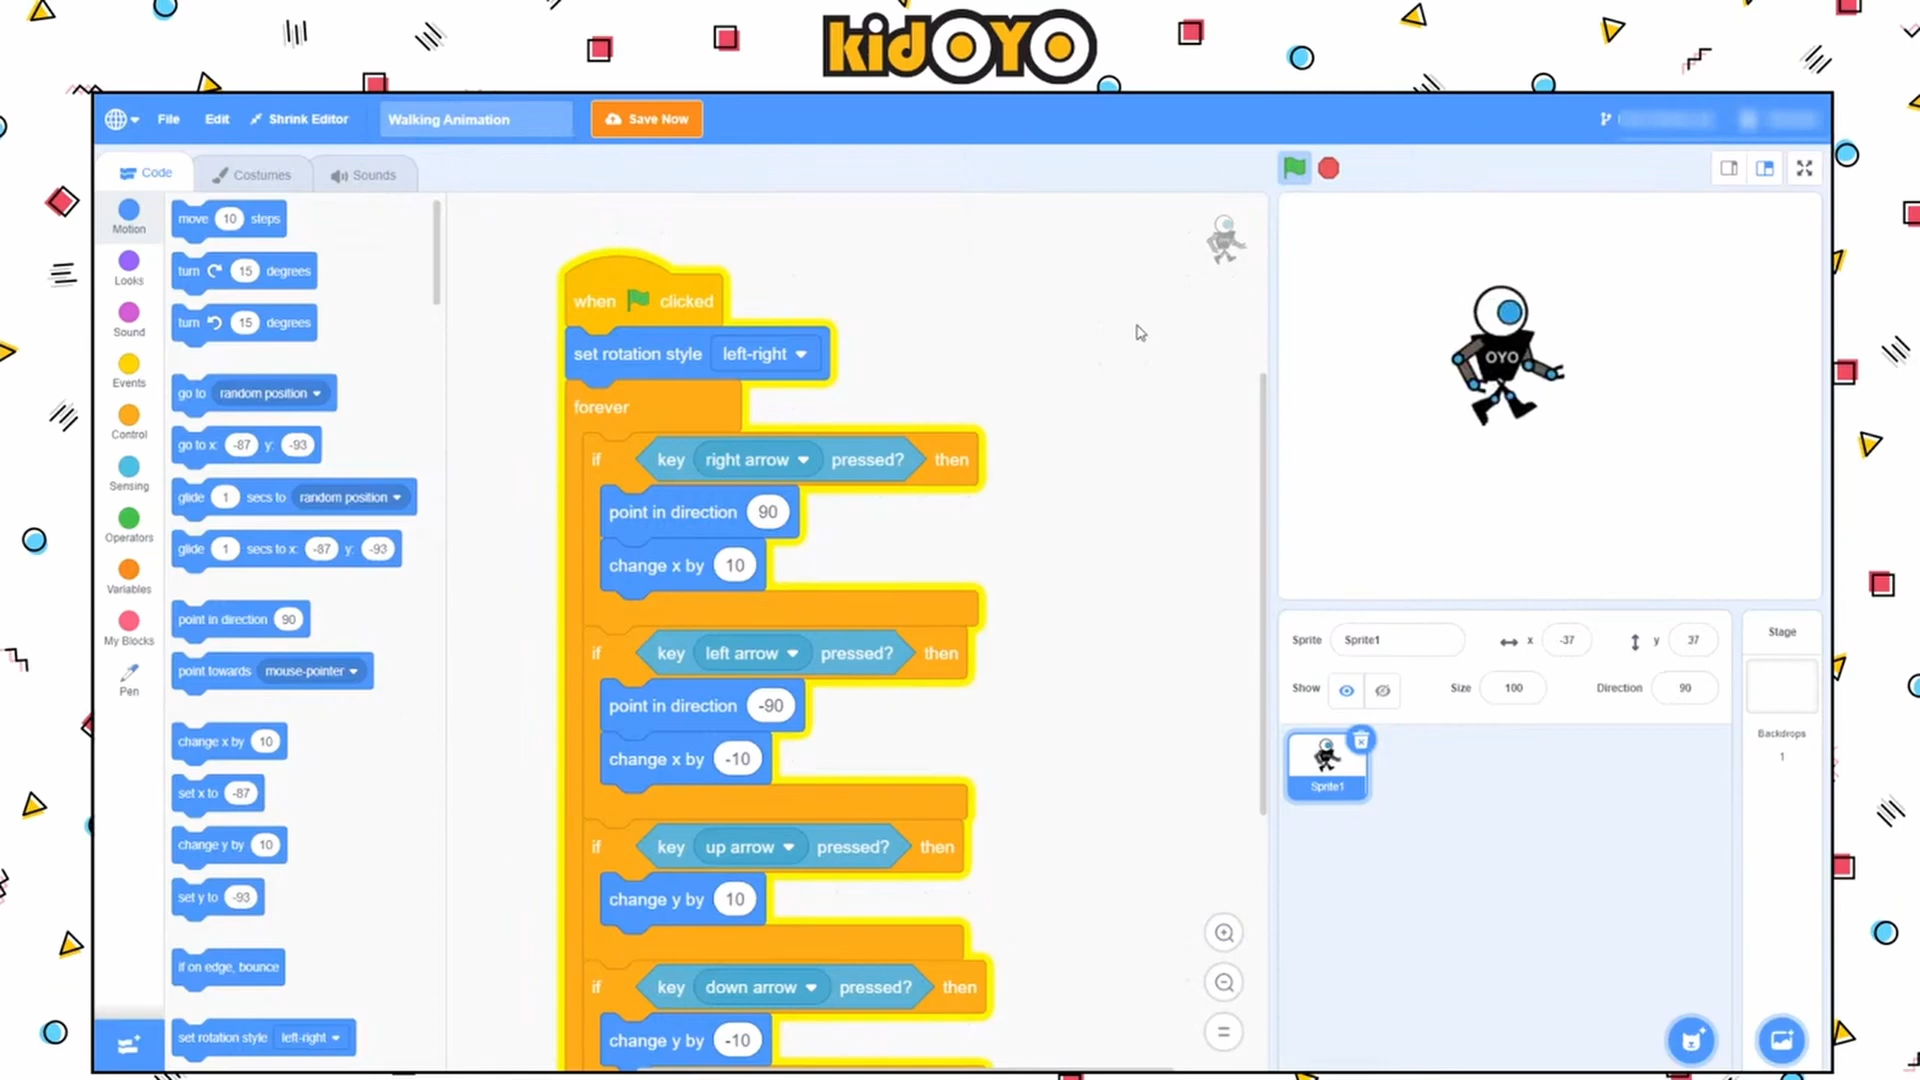 kidOYO
File Edit Shrink Editor Walking Animation Save Now
Code Costumes Sounds
Motion
Looks
Sound
Events
Control
Sensing
Operators
Variables
My Blocks
Pen
move 10 steps
turn 15 degrees
turn 15 degrees
go to random position
go to x: -87 y: -93
glide 1 secs to random position
glide 1 secs to x: -87 y: -93
point in direction 90
point towards mouse-pointer
change x by 10
set x to -87
change y by 10
set y to -93
if on edge, bounce
set rotation style left-right
when clicked
set rotation style left-right
forever
if key right arrow pressed? then
point in direction 90
change x by 10
if key left arrow pressed? then
point in direction -90
change x by -10
if key up arrow pressed? then
change y by 10
if key down arrow pressed? then
change y by -10
OYO
Sprite Sprite1 x -37 y 37
Show Size 100 Direction 90
Sprite1
Stage
Backdrops
1